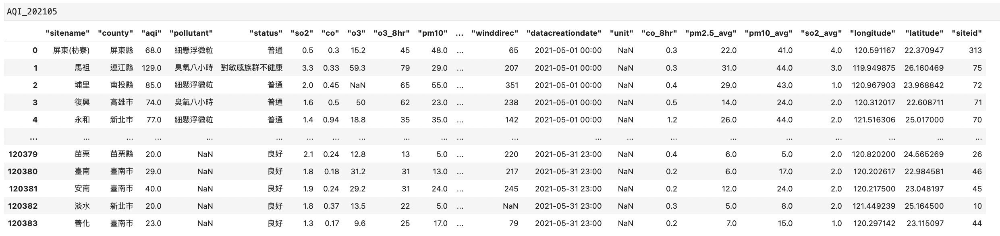 AQI_202105
"sitename" "county" "aqi" "pollutant" "status" "so2" "co" "o3" "o3_8hr" "pm10" ... "winddirec" "datacreationdate" "unit" "co_8hr" "pm2.5_avg" "pm10_avg" "so2_avg" "longitude" "latitude" "siteid"
0 屏東(枋寮) 屏東縣 68.0 細懸浮微粒 普通 0.5 0.3 15.2 45 48.0 ... 65 2021-05-01 00:00 NaN 0.3 22.0 41.0 4.0 120.591167 22.370947 313
1 馬祖 連江縣 129.0 臭氧八小時 對敏感族群不健康 3.3 0.33 59.3 79 29.0 ... 207 2021-05-01 00:00 NaN 0.3 31.0 44.0 3.0 119.949875 26.160469 75
2 埔里 南投縣 85.0 細懸浮微粒 普通 2.0 0.45 NaN 65 55.0 ... 351 2021-05-01 00:00 NaN 0.4 29.0 43.0 1.0 120.967903 23.968842 72
3 復興 高雄市 74.0 臭氧八小時 普通 1.6 0.5 50 62 23.0 ... 238 2021-05-01 00:00 NaN 0.5 14.0 24.0 2.0 120.312017 22.608711 71
4 永和 新北市 77.0 細懸浮微粒 普通 1.4 0.94 18.8 35 35.0 ... 142 2021-05-01 00:00 NaN 1.2 26.0 44.0 2.0 121.516306 25.017000 70
... ... ... ... ... ... ... ... ... ... ... ... ... ... ... ... ... ... ... ... ... ...
120379 苗栗 苗栗縣 20.0 NaN 良好 2.1 0.24 12.8 13 5.0 ... 220 2021-05-31 23:00 NaN 0.4 6.0 5.0 2.0 120.820200 24.565269 26
120380 臺南 臺南市 29.0 NaN 良好 1.8 0.18 31.2 31 13.0 ... 217 2021-05-31 23:00 NaN 0.2 6.0 17.0 2.0 120.202617 22.984581 46
120381 安南 臺南市 40.0 NaN 良好 1.9 0.24 29.2 31 24.0 ... 245 2021-05-31 23:00 NaN 0.2 12.0 24.0 2.0 120.217500 23.048197 45
120382 淡水 新北市 20.0 NaN 良好 1.8 0.37 13.5 22 5.0 ... NaN 2021-05-31 23:00 NaN 0.3 5.0 8.0 2.0 121.449239 25.164500 10
120383 善化 臺南市 23.0 NaN 良好 1.3 0.17 9.6 25 17.0 ... 79 2021-05-31 23:00 NaN 0.2 7.0 15.0 1.0 120.297142 23.115097 44